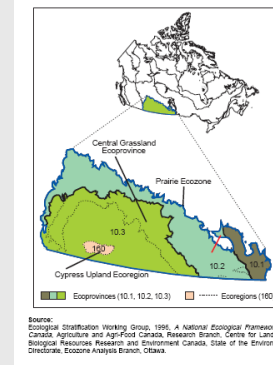 Central Grassland
Ecoprovince
Prairie Ecozone
10.3
160
10.1
10.2
Cypress Upland Ecoregion
Ecoprovinces (10.1, 10.2, 10.3)
Ecoregions (160
Source:
Ecological Stratification Working Group, 1996, A National Ecological Framewor
Canada, Agriculture and Agri-Food Canada, Research Branch, Centre for Land
Biological Resources Research and Environment Canada, State of the Environ
Directorate, Ecozone Analysis Branch, Ottawa.